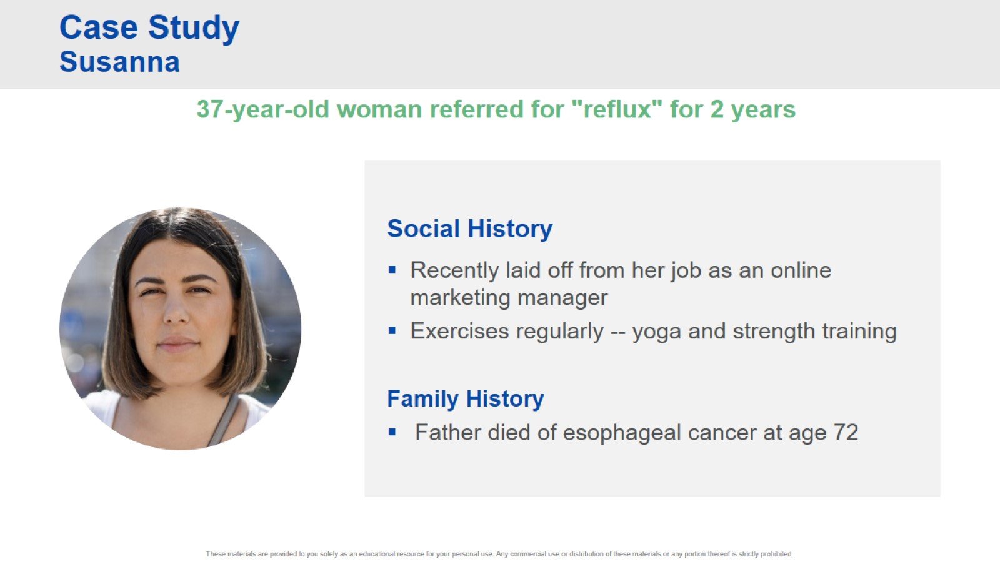 Case Study
Susanna
37-year-old woman referred for "reflux" for 2 years
Social History
▪ Recently laid off from her job as an online
marketing manager
▪ Exercises regularly -- yoga and strength training
Family History
▪ Father died of esophageal cancer at age 72
These materials are provided to you solely as an educational resource for your personal use. Any commercial use or distribution of these materials or any portion thereof is strictly prohibited.